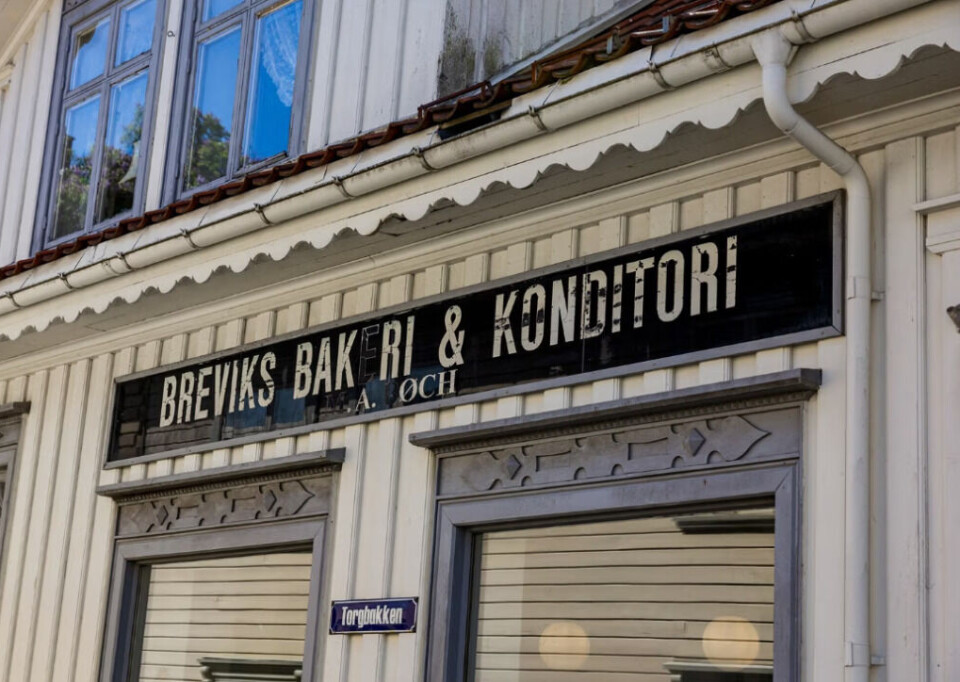 BREVIKS BAKERI & KONDITORI
A. ØCH
Torgbakken